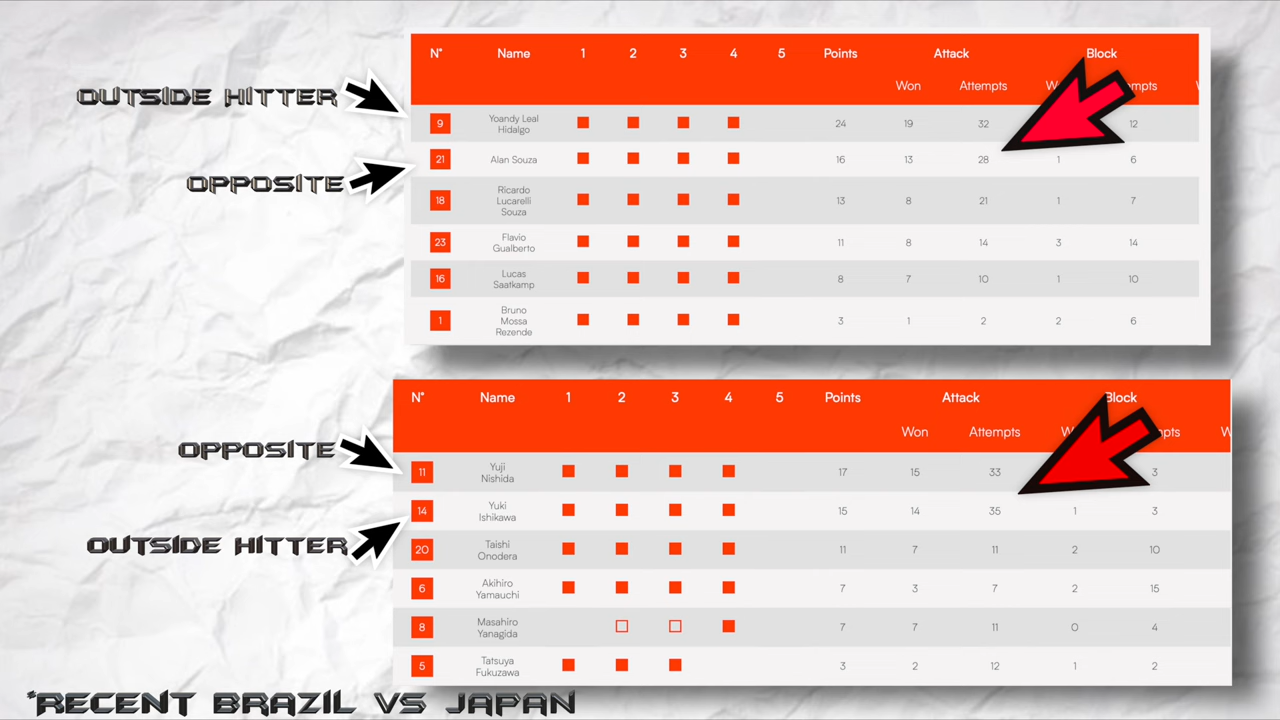 N° Name 1 2 3 4 5 Points Attack Block
Won Attempts
OUTSIDE HITTER
9 Yoandy Leal Hidalgo 24 19 32 12
OPPOSITE
21 Alan Souza 16 13 28 1 6
18 Ricardo Lucarelli Souza 13 8 21 1 7
23 Flavio Gualberto 11 8 14 3 14
16 Lucas Saatkamp 8 7 10 1 10
1 Bruno Mossa Rezende 3 1 2 2 6
N° Name 1 2 3 4 5 Points Attack Block
Won Attempts
OPPOSITE
11 Yuji Nishida 17 15 33 3
14 Yuki Ishikawa 15 14 35 1 3
OUTSIDE HITTER
20 Taishi Onodera 11 7 11 2 10
6 Akihiro Yamauchi 7 3 7 2 15
8 Masahiro Yanagida 7 7 11 0 4
5 Tatsuya Fukuzawa 3 2 12 1 2
*RECENT BRAZIL VS JAPAN